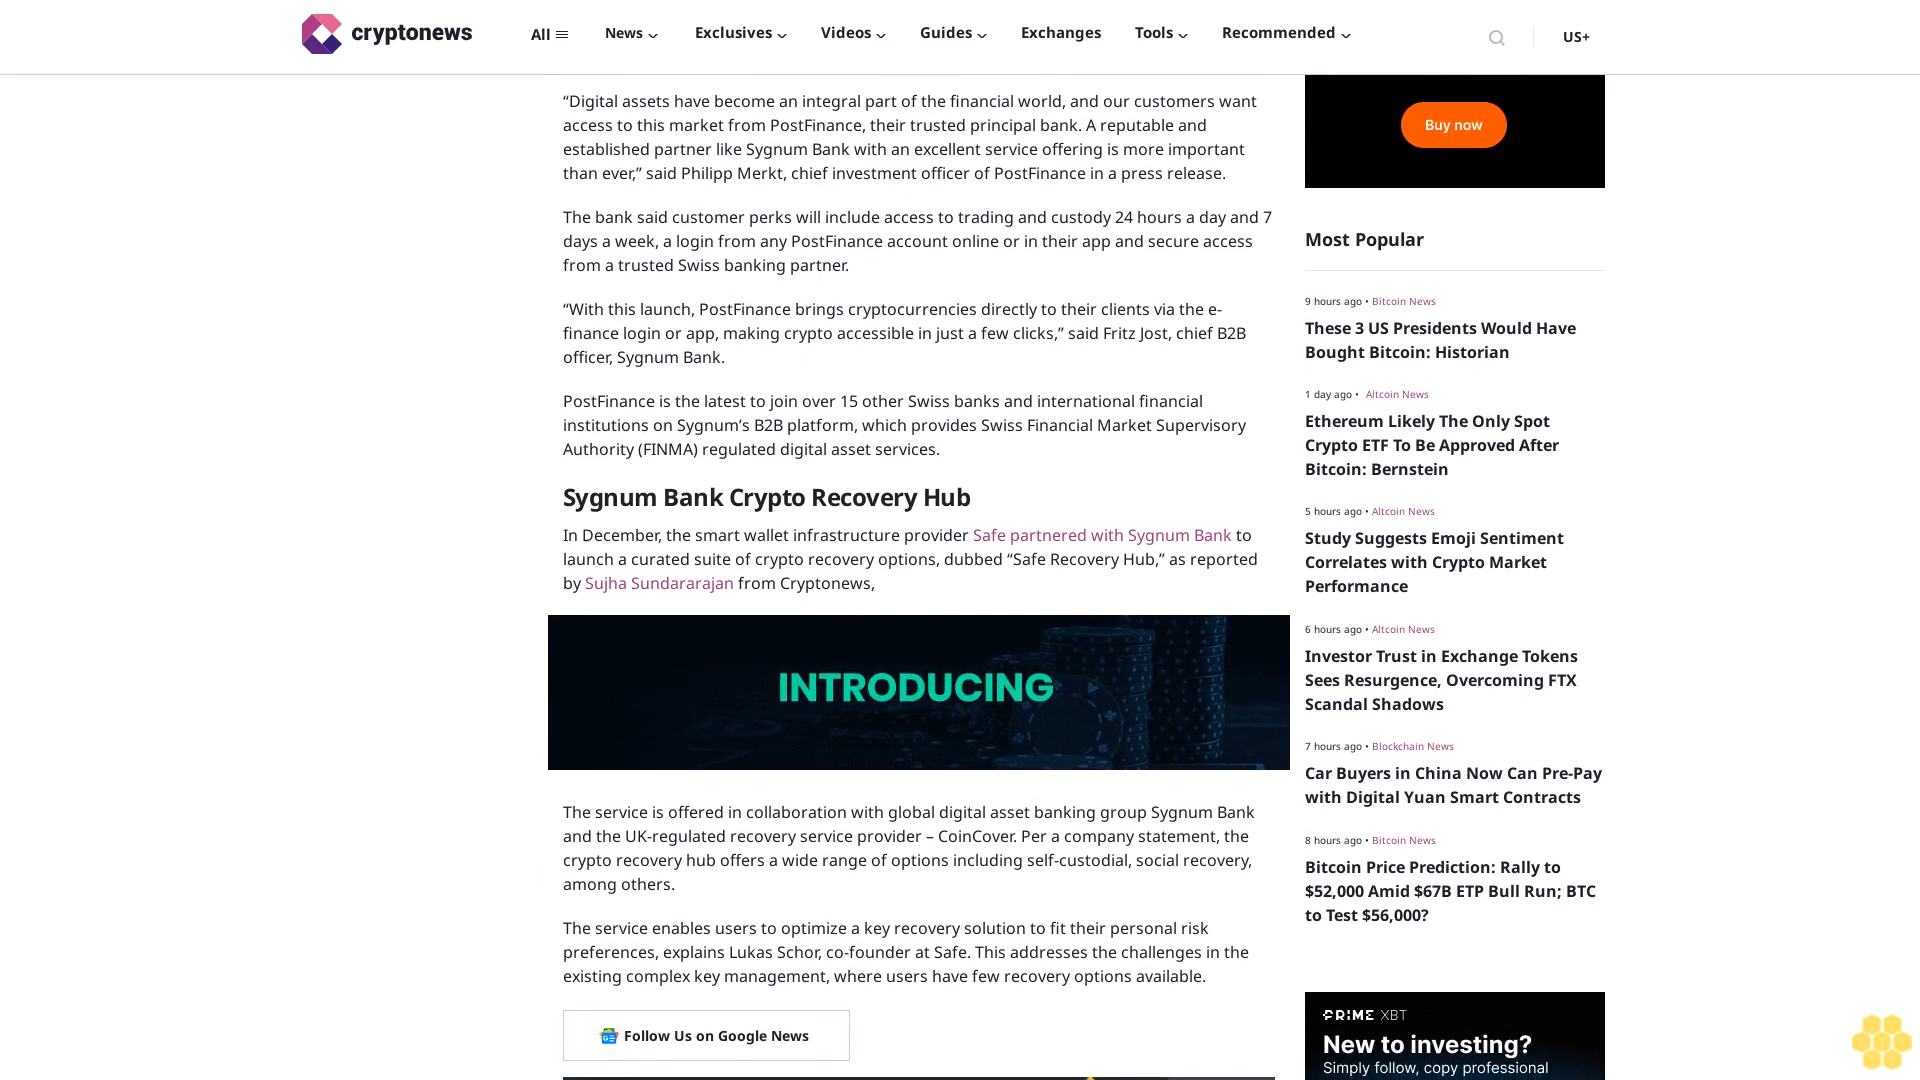 cryptonews
All
News
Exclusives
Videos
Guides
Exchanges
Tools
Recommended
US+
“Digital assets have become an integral part of the financial world, and our customers want
access to this market from PostFinance, their trusted principal bank. A reputable and
established partner like Sygnum Bank with an excellent service offering is more important
than ever,” said Philipp Merkt, chief investment officer of PostFinance in a press release.
The bank said customer perks will include access to trading and custody 24 hours a day and 7
days a week, a login from any PostFinance account online or in their app and secure access
from a trusted Swiss banking partner.
“With this launch, PostFinance brings cryptocurrencies directly to their clients via the e-
finance login or app, making crypto accessible in just a few clicks,” said Fritz Jost, chief B2B
officer, Sygnum Bank.
PostFinance is the latest to join over 15 other Swiss banks and international financial
institutions on Sygnum’s B2B platform, which provides Swiss Financial Market Supervisory
Authority (FINMA) regulated digital asset services.
Sygnum Bank Crypto Recovery Hub
In December, the smart wallet infrastructure provider Safe partnered with Sygnum Bank to
launch a curated suite of crypto recovery options, dubbed “Safe Recovery Hub,” as reported
by Sujha Sundararajan from Cryptonews,
INTRODUCING
The service is offered in collaboration with global digital asset banking group Sygnum Bank
and the UK-regulated recovery service provider – CoinCover. Per a company statement, the
crypto recovery hub offers a wide range of options including self-custodial, social recovery,
among others.
The service enables users to optimize a key recovery solution to fit their personal risk
preferences, explains Lukas Schor, co-founder at Safe. This addresses the challenges in the
existing complex key management, where users have few recovery options available.
Follow Us on Google News
Buy now
Most Popular
9 hours ago • Bitcoin News
These 3 US Presidents Would Have
Bought Bitcoin: Historian
1 day ago • Altcoin News
Ethereum Likely The Only Spot
Crypto ETF To Be Approved After
Bitcoin: Bernstein
5 hours ago • Altcoin News
Study Suggests Emoji Sentiment
Correlates with Crypto Market
Performance
6 hours ago • Altcoin News
Investor Trust in Exchange Tokens
Sees Resurgence, Overcoming FTX
Scandal Shadows
7 hours ago • Blockchain News
Car Buyers in China Now Can Pre-Pay
with Digital Yuan Smart Contracts
8 hours ago • Bitcoin News
Bitcoin Price Prediction: Rally to
$52,000 Amid $67B ETP Bull Run; BTC
to Test $56,000?
PRIME XBT
New to investing?
Simply follow, copy professional